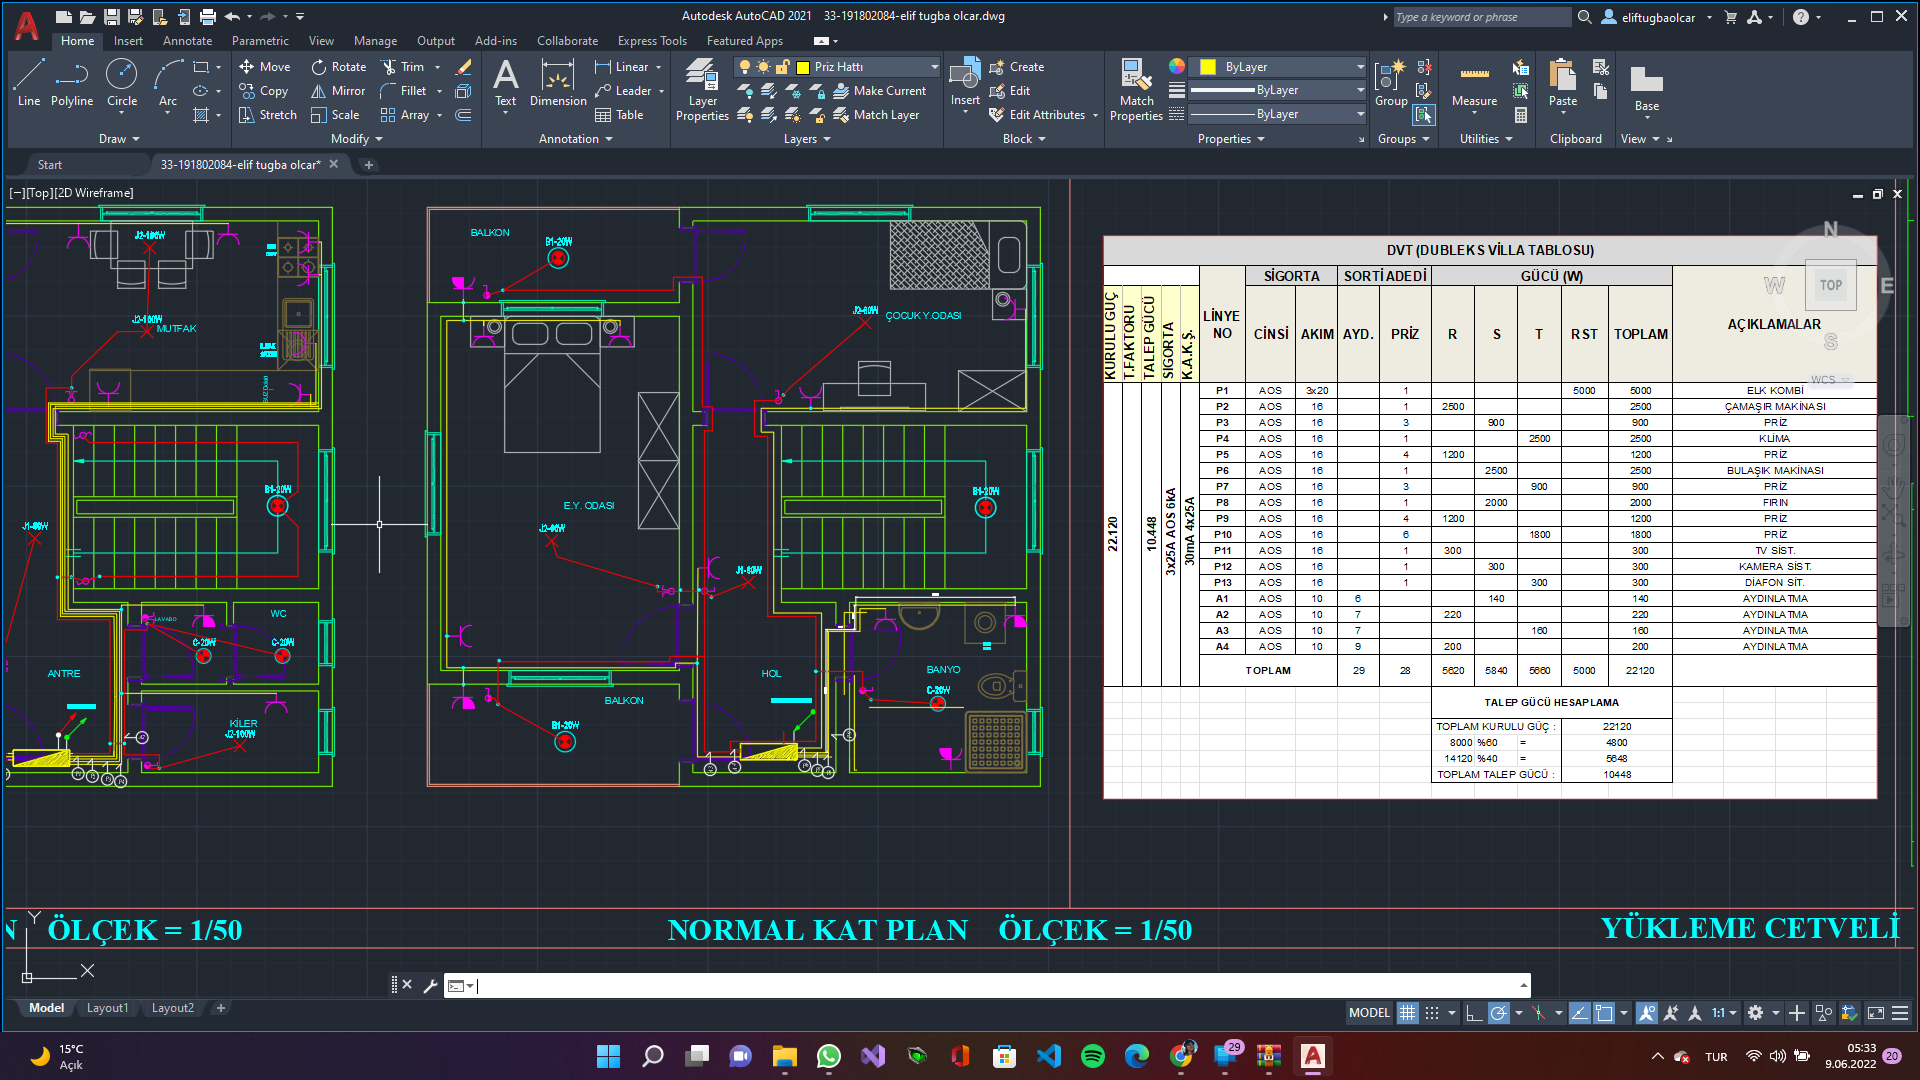 Autodesk AutoCAD 2021 33-191802084-elif tugba olcar.dwg
Type a keyword or phrase
eliftugbaolcar
Home Insert Annotate Parametric View Manage Output Add-ins Collaborate Express Tools Featured Apps
Line Polyline Circle Arc
Move Rotate Trim
Copy Mirror Fillet
Stretch Scale Array
Text Dimension
Linear
Leader
Table
Layer Properties
Priz Hattı
Make Current
Match Layer
Insert
Create
Edit
Edit Attributes
Match Properties
ByLayer
ByLayer
ByLayer
Group
Measure
Paste
Base
Draw Modify Annotation Layers Block Properties Groups Utilities Clipboard View
Start 33-191802084-elif tugba olcar*
[−][Top][2D Wireframe]
J2-100W
J2-100W
MUTFAK
BUZ Dolabı
B1-20W
J1-60W
LAVABO
WC
C-20W C-20W
ANTRE
KİLER
J2-100W
BALKON
B1-20W
J2-80W
ÇOCUK Y.ODASI
E.Y. ODASI
B1-20W
J1-60W
HOL
BANYO
C-20W
BALKON
B1-20W
N
W TOP E
S
WCS
DVT (DUBLEKS VİLLA TABLOSU)
KURULU GÜÇ
T.FAKTORU
TALEP GÜCÜ
SIGORTA
K.A.K.Ş.
LİNYE NO SİGORTA SORTİ ADEDİ GÜCÜ (W) AÇIKLAMALAR
CİNSİ AKIM AYD. PRİZ R S T RST TOPLAM
22.120
10.448
3x25A AOS 6kA
30mA 4x25A
P1 AOS 3x20 1 5000 5000 ELK KOMBİ
P2 AOS 16 1 2500 2500 ÇAMAŞIR MAKİNASI
P3 AOS 16 3 900 900 PRİZ
P4 AOS 16 1 2500 2500 KLİMA
P5 AOS 16 4 1200 1200 PRİZ
P6 AOS 16 1 2500 2500 BULAŞIK MAKİNASI
P7 AOS 16 3 900 900 PRİZ
P8 AOS 16 1 2000 2000 FIRIN
P9 AOS 16 4 1200 1200 PRİZ
P10 AOS 16 6 1800 1800 PRİZ
P11 AOS 16 1 300 300 TV SİST.
P12 AOS 16 1 300 300 KAMERA SİST.
P13 AOS 16 1 300 300 DİAFON SİT.
A1 AOS 10 6 140 140 AYDINLATMA
A2 AOS 10 7 220 220 AYDINLATMA
A3 AOS 10 7 160 160 AYDINLATMA
A4 AOS 10 9 200 200 AYDINLATMA
TOPLAM 29 28 5620 5840 5660 5000 22120
TALEP GÜCÜ HESAPLAMA
TOPLAM KURULU GÜÇ : 22120
8000 %60 = 4800
14120 %40 = 5648
TOPLAM TALEP GÜCÜ : 10448
N ÖLÇEK = 1/50
NORMAL KAT PLAN ÖLÇEK = 1/50
YÜKLEME CETVELİ
Y
X
Model Layout1 Layout2
MODEL 1:1
15°C
Açık
29
TUR
05:33
9.06.2022
20